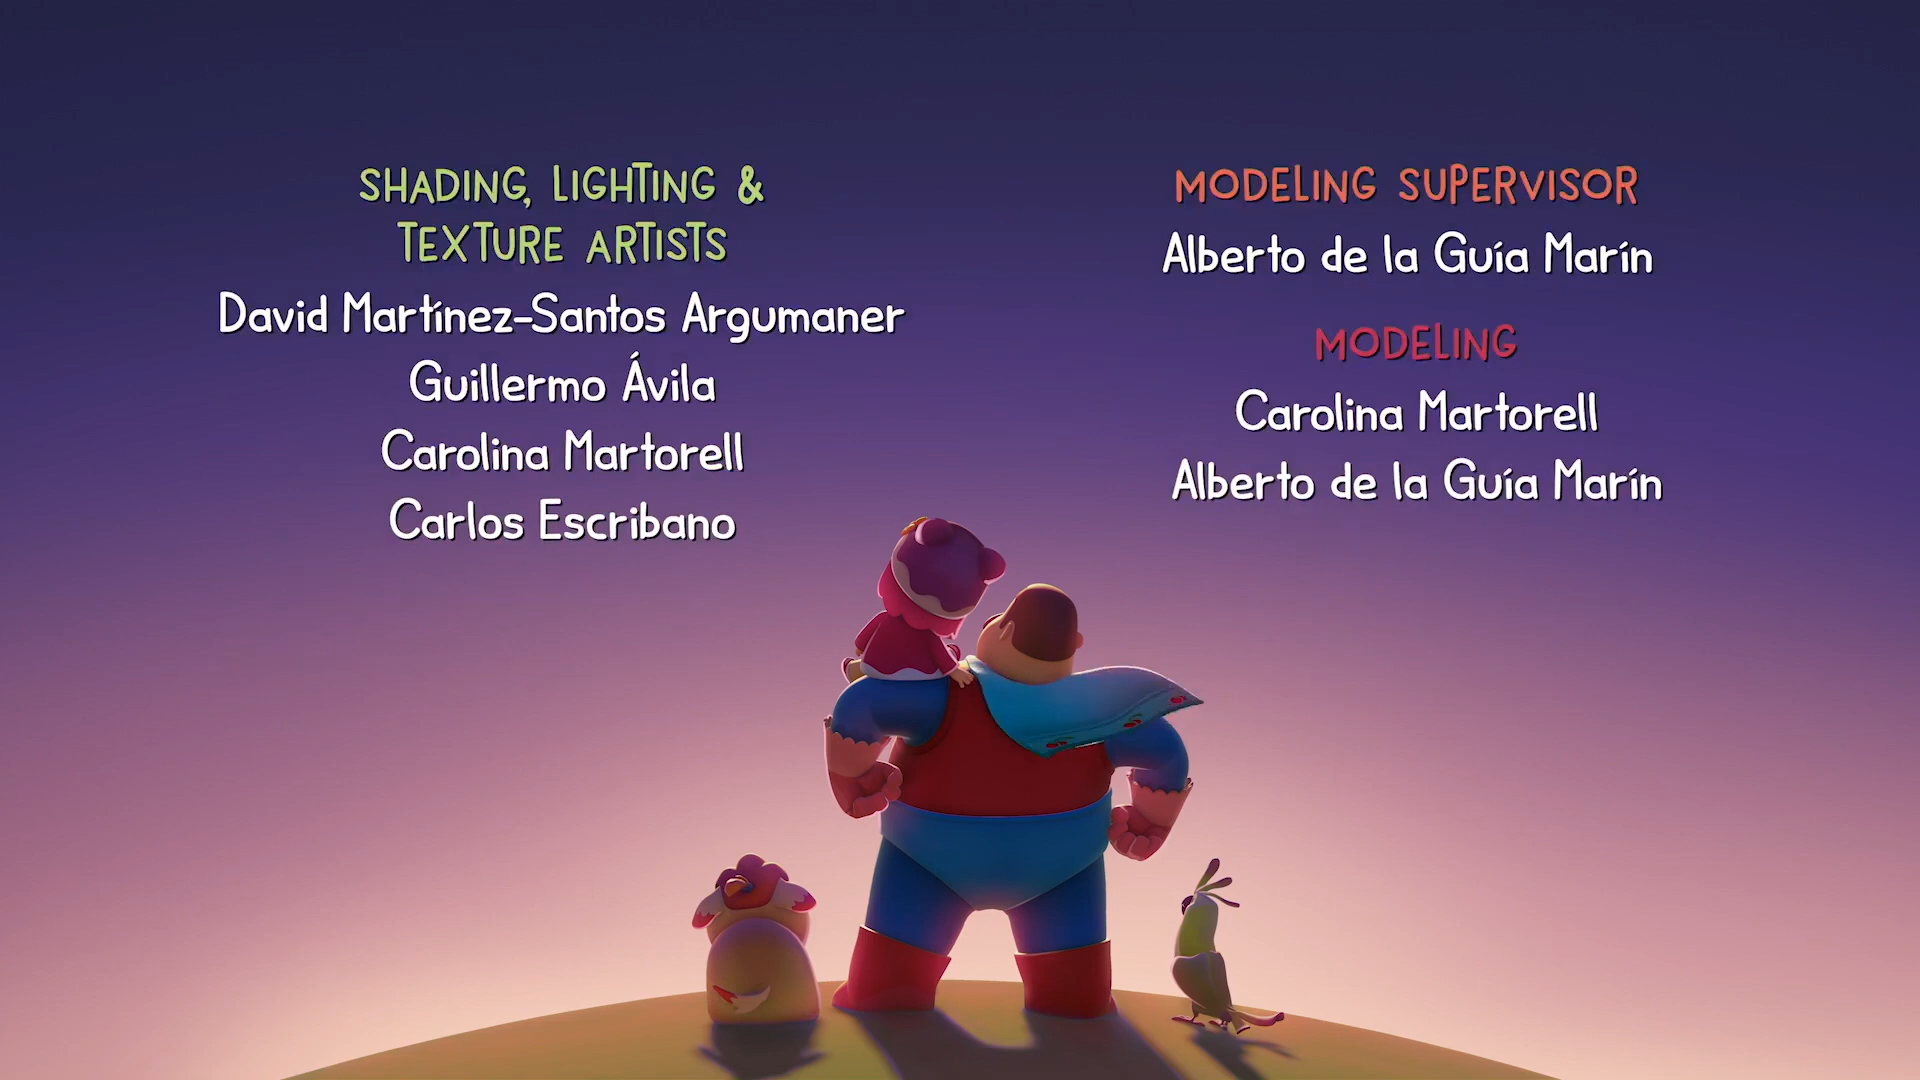 SHADING, LIGHTING &
TEXTURE ARTISTS
David Martínez-Santos Argumaner
Guillermo Ávila
Carolina Martorell
Carlos Escribano
MODELING SUPERVISOR
Alberto de la Guía Marín
MODELING
Carolina Martorell
Alberto de la Guía Marín